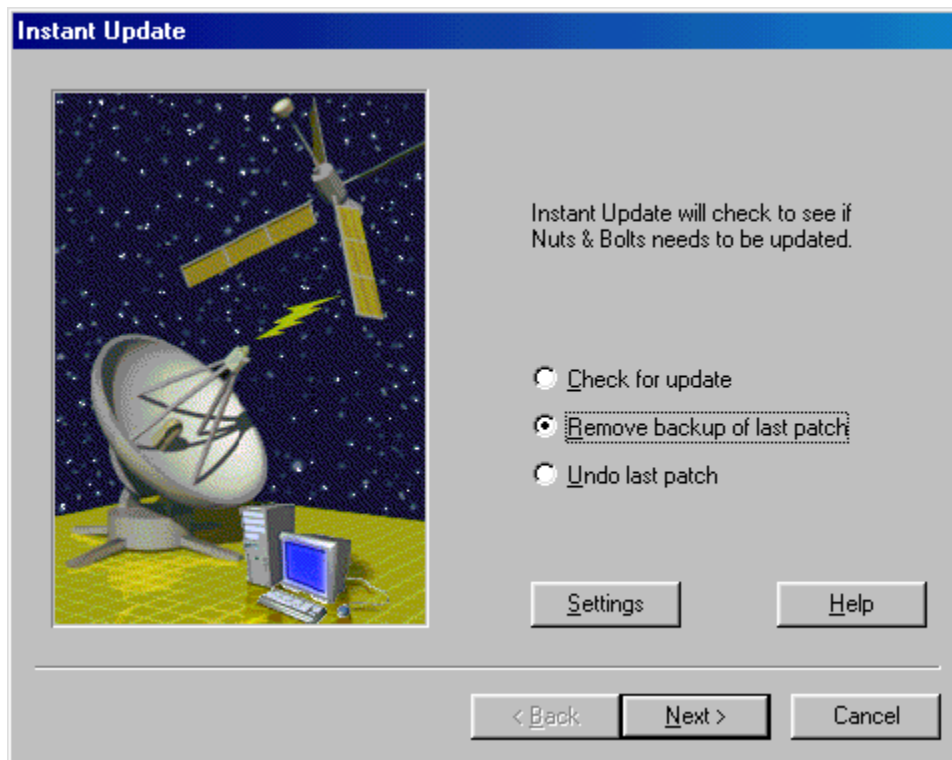 Instant Update
Instant Update will check to see if
Nuts & Bolts needs to be updated.
Check for update
Remove backup of last patch
Undo last patch
Settings
Help
< Back
Next >
Cancel